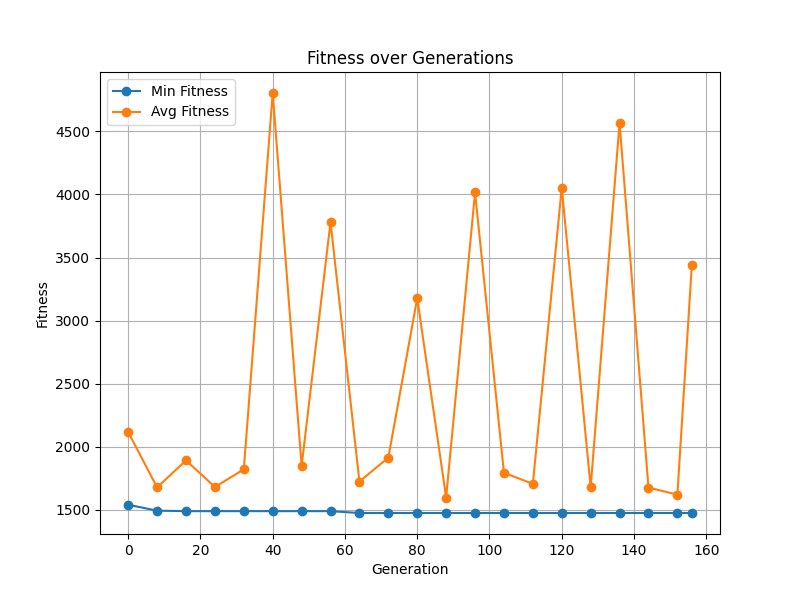 Fitness over Generations
Min Fitness
Avg Fitness
4500
4000
3500
3000
2500
2000
1500
Fitness
0 20 40 60 80 100 120 140 160
Generation